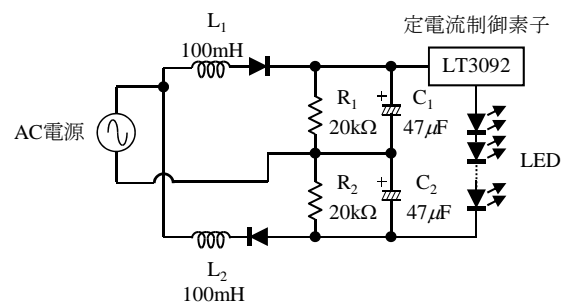 L1
100mH
定電流制御素子
LT3092
R1
20kΩ
C1
47μF
AC電源
LED
R2
20kΩ
C2
47μF
L2
100mH